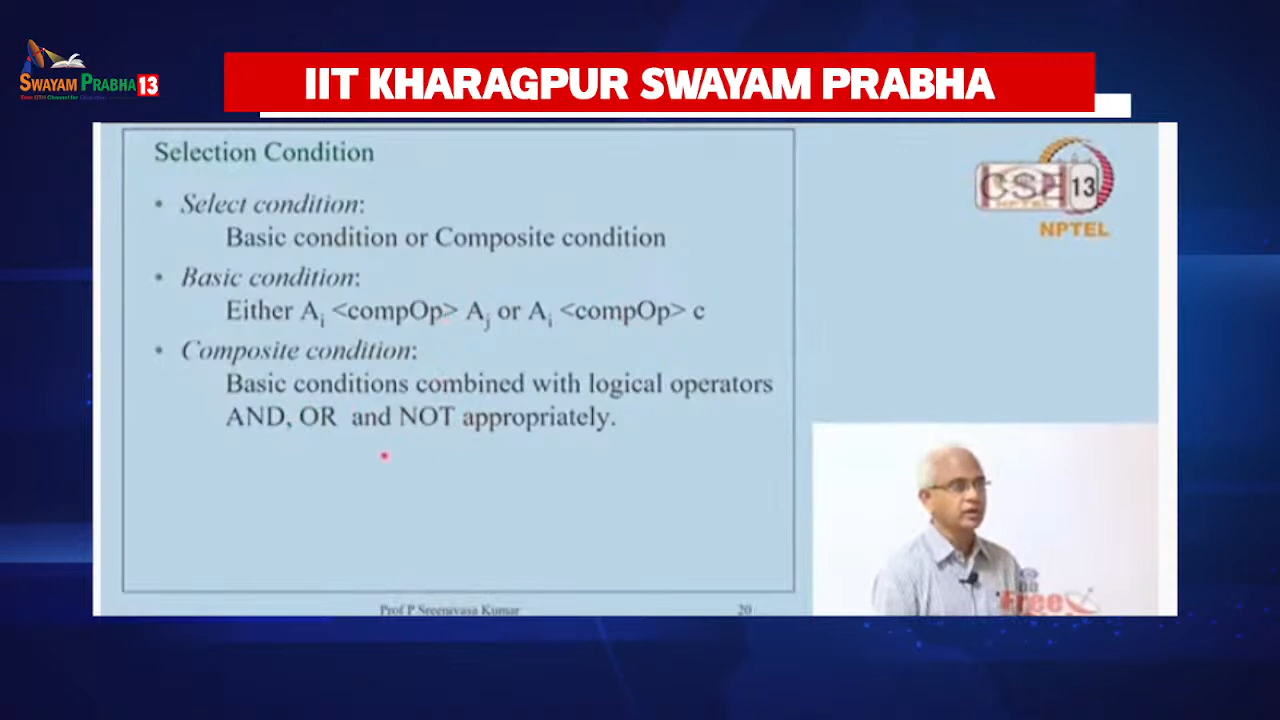 SWAYAM PRABHA 13
IIT KHARAGPUR SWAYAM PRABHA
Selection Condition
• Select condition:
Basic condition or Composite condition
• Basic condition:
Either Ai <compOp> Aj or Ai <compOp> c
• Composite condition:
Basic conditions combined with logical operators
AND, OR and NOT appropriately.
CSE 13
NPTEL
Free
Prof P Sreenivasa Kumar
20